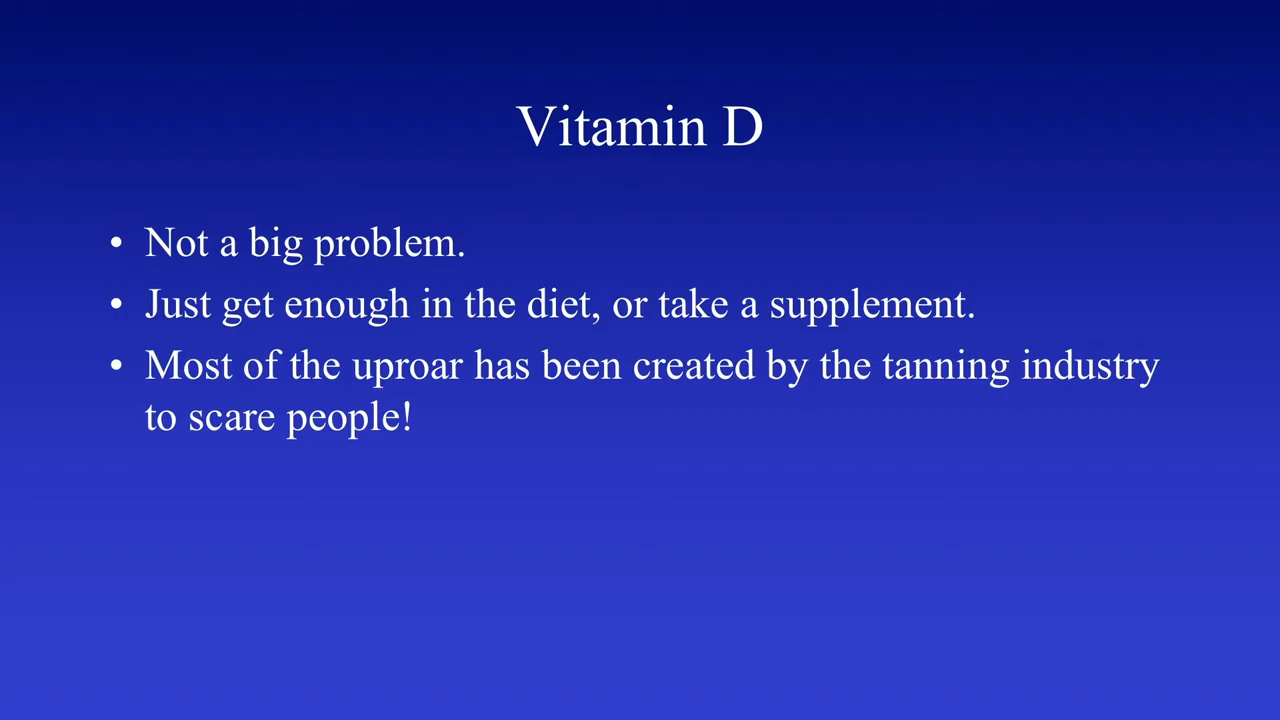 Vitamin D
• Not a big problem.
• Just get enough in the diet, or take a supplement.
• Most of the uproar has been created by the tanning industry
to scare people!